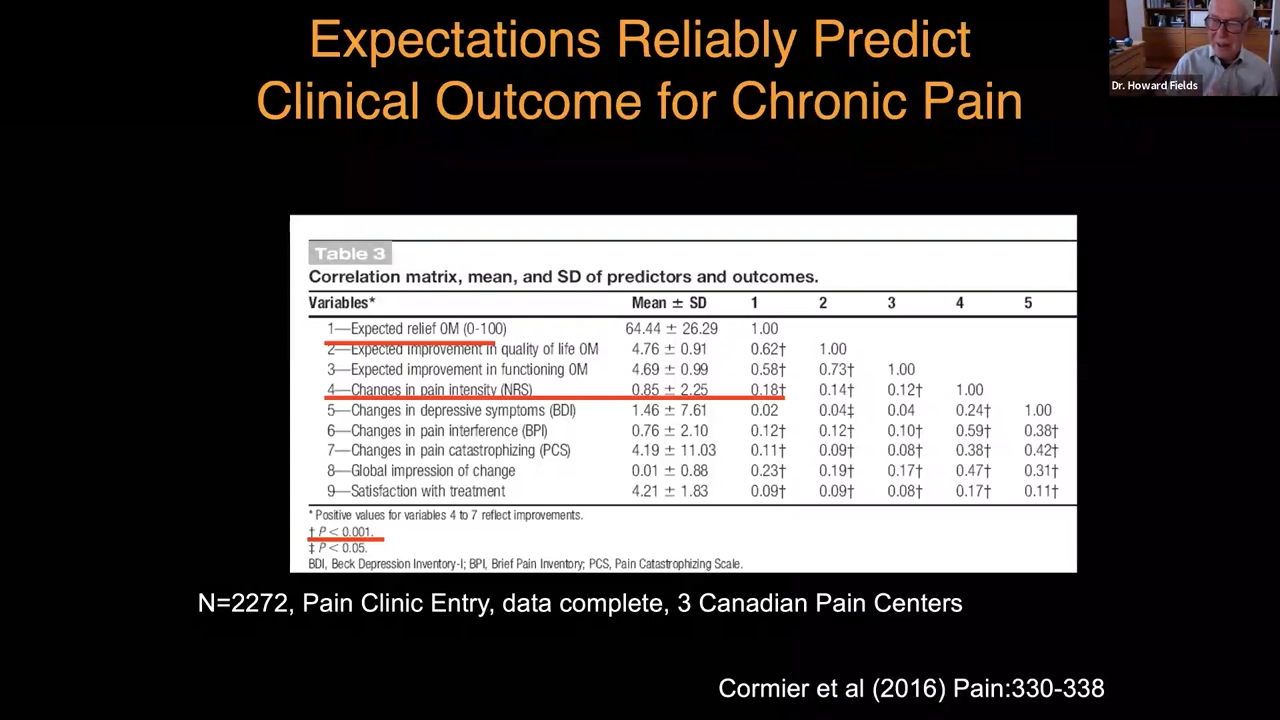 Expectations Reliably Predict
Clinical Outcome for Chronic Pain
Dr. Howard Fields
Table 3
Correlation matrix, mean, and SD of predictors and outcomes.
Variables* Mean ± SD 1 2 3 4 5
1—Expected relief OM (0-100) 64.44 ± 26.29 1.00
2—Expected improvement in quality of life OM 4.76 ± 0.91 0.62† 1.00
3—Expected improvement in functioning OM 4.69 ± 0.99 0.58† 0.73† 1.00
4—Changes in pain intensity (NRS) 0.85 ± 2.25 0.18† 0.14† 0.12† 1.00
5—Changes in depressive symptoms (BDI) 1.46 ± 7.61 0.02 0.04‡ 0.04 0.24† 1.00
6—Changes in pain interference (BPI) 0.76 ± 2.10 0.12† 0.12† 0.10† 0.59† 0.38†
7—Changes in pain catastrophizing (PCS) 4.19 ± 11.03 0.11† 0.09† 0.08† 0.38† 0.42†
8—Global impression of change 0.01 ± 0.88 0.23† 0.19† 0.17† 0.47† 0.31†
9—Satisfaction with treatment 4.21 ± 1.83 0.09† 0.09† 0.08† 0.17† 0.11†
* Positive values for variables 4 to 7 reflect improvements.
† P < 0.001.
‡ P < 0.05.
BDI, Beck Depression Inventory-I; BPI, Brief Pain Inventory; PCS, Pain Catastrophizing Scale.
N=2272, Pain Clinic Entry, data complete, 3 Canadian Pain Centers
Cormier et al (2016) Pain:330-338